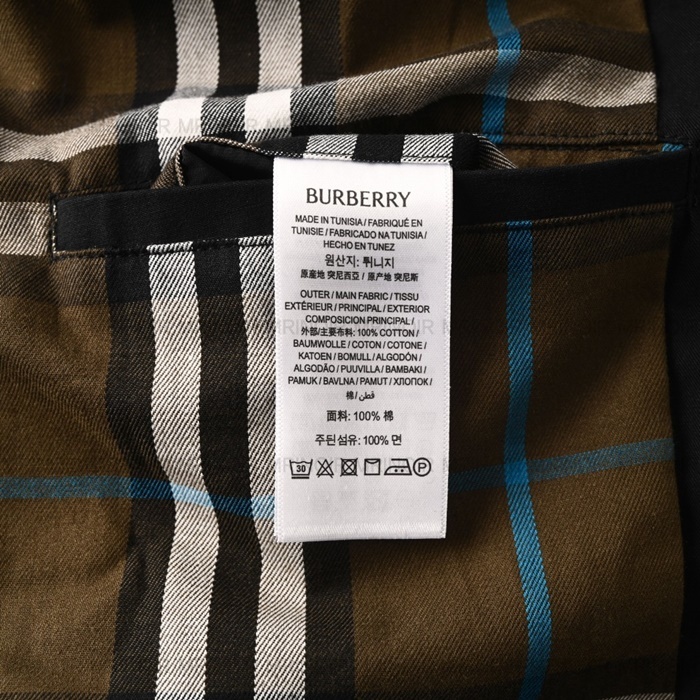 BURBERRY
MADE IN TUNISIA / FABRIQUÉ EN
TUNISIE / FABRICADO NA TUNISIA /
HECHO EN TUNEZ
원산지: 튀니지
原產地 突尼西亞 / 原产地 突尼斯
OUTER / MAIN FABRIC / TISSU
EXTÉRIEUR / PRINCIPAL / EXTERIOR
COMPOSICION PRINCIPAL /
外部/主要布料: 100% COTTON /
BAUMWOLLE / COTON / COTONE /
KATOEN / BOMULL / ALGODÓN /
ALGODÃO / PUUVILLA / BAMBAKI /
PAMUK / BAVLNA / PAMUT / ХЛОПОК /
棉 / قطن
面料: 100% 棉
주된섬유: 100% 면
30 P